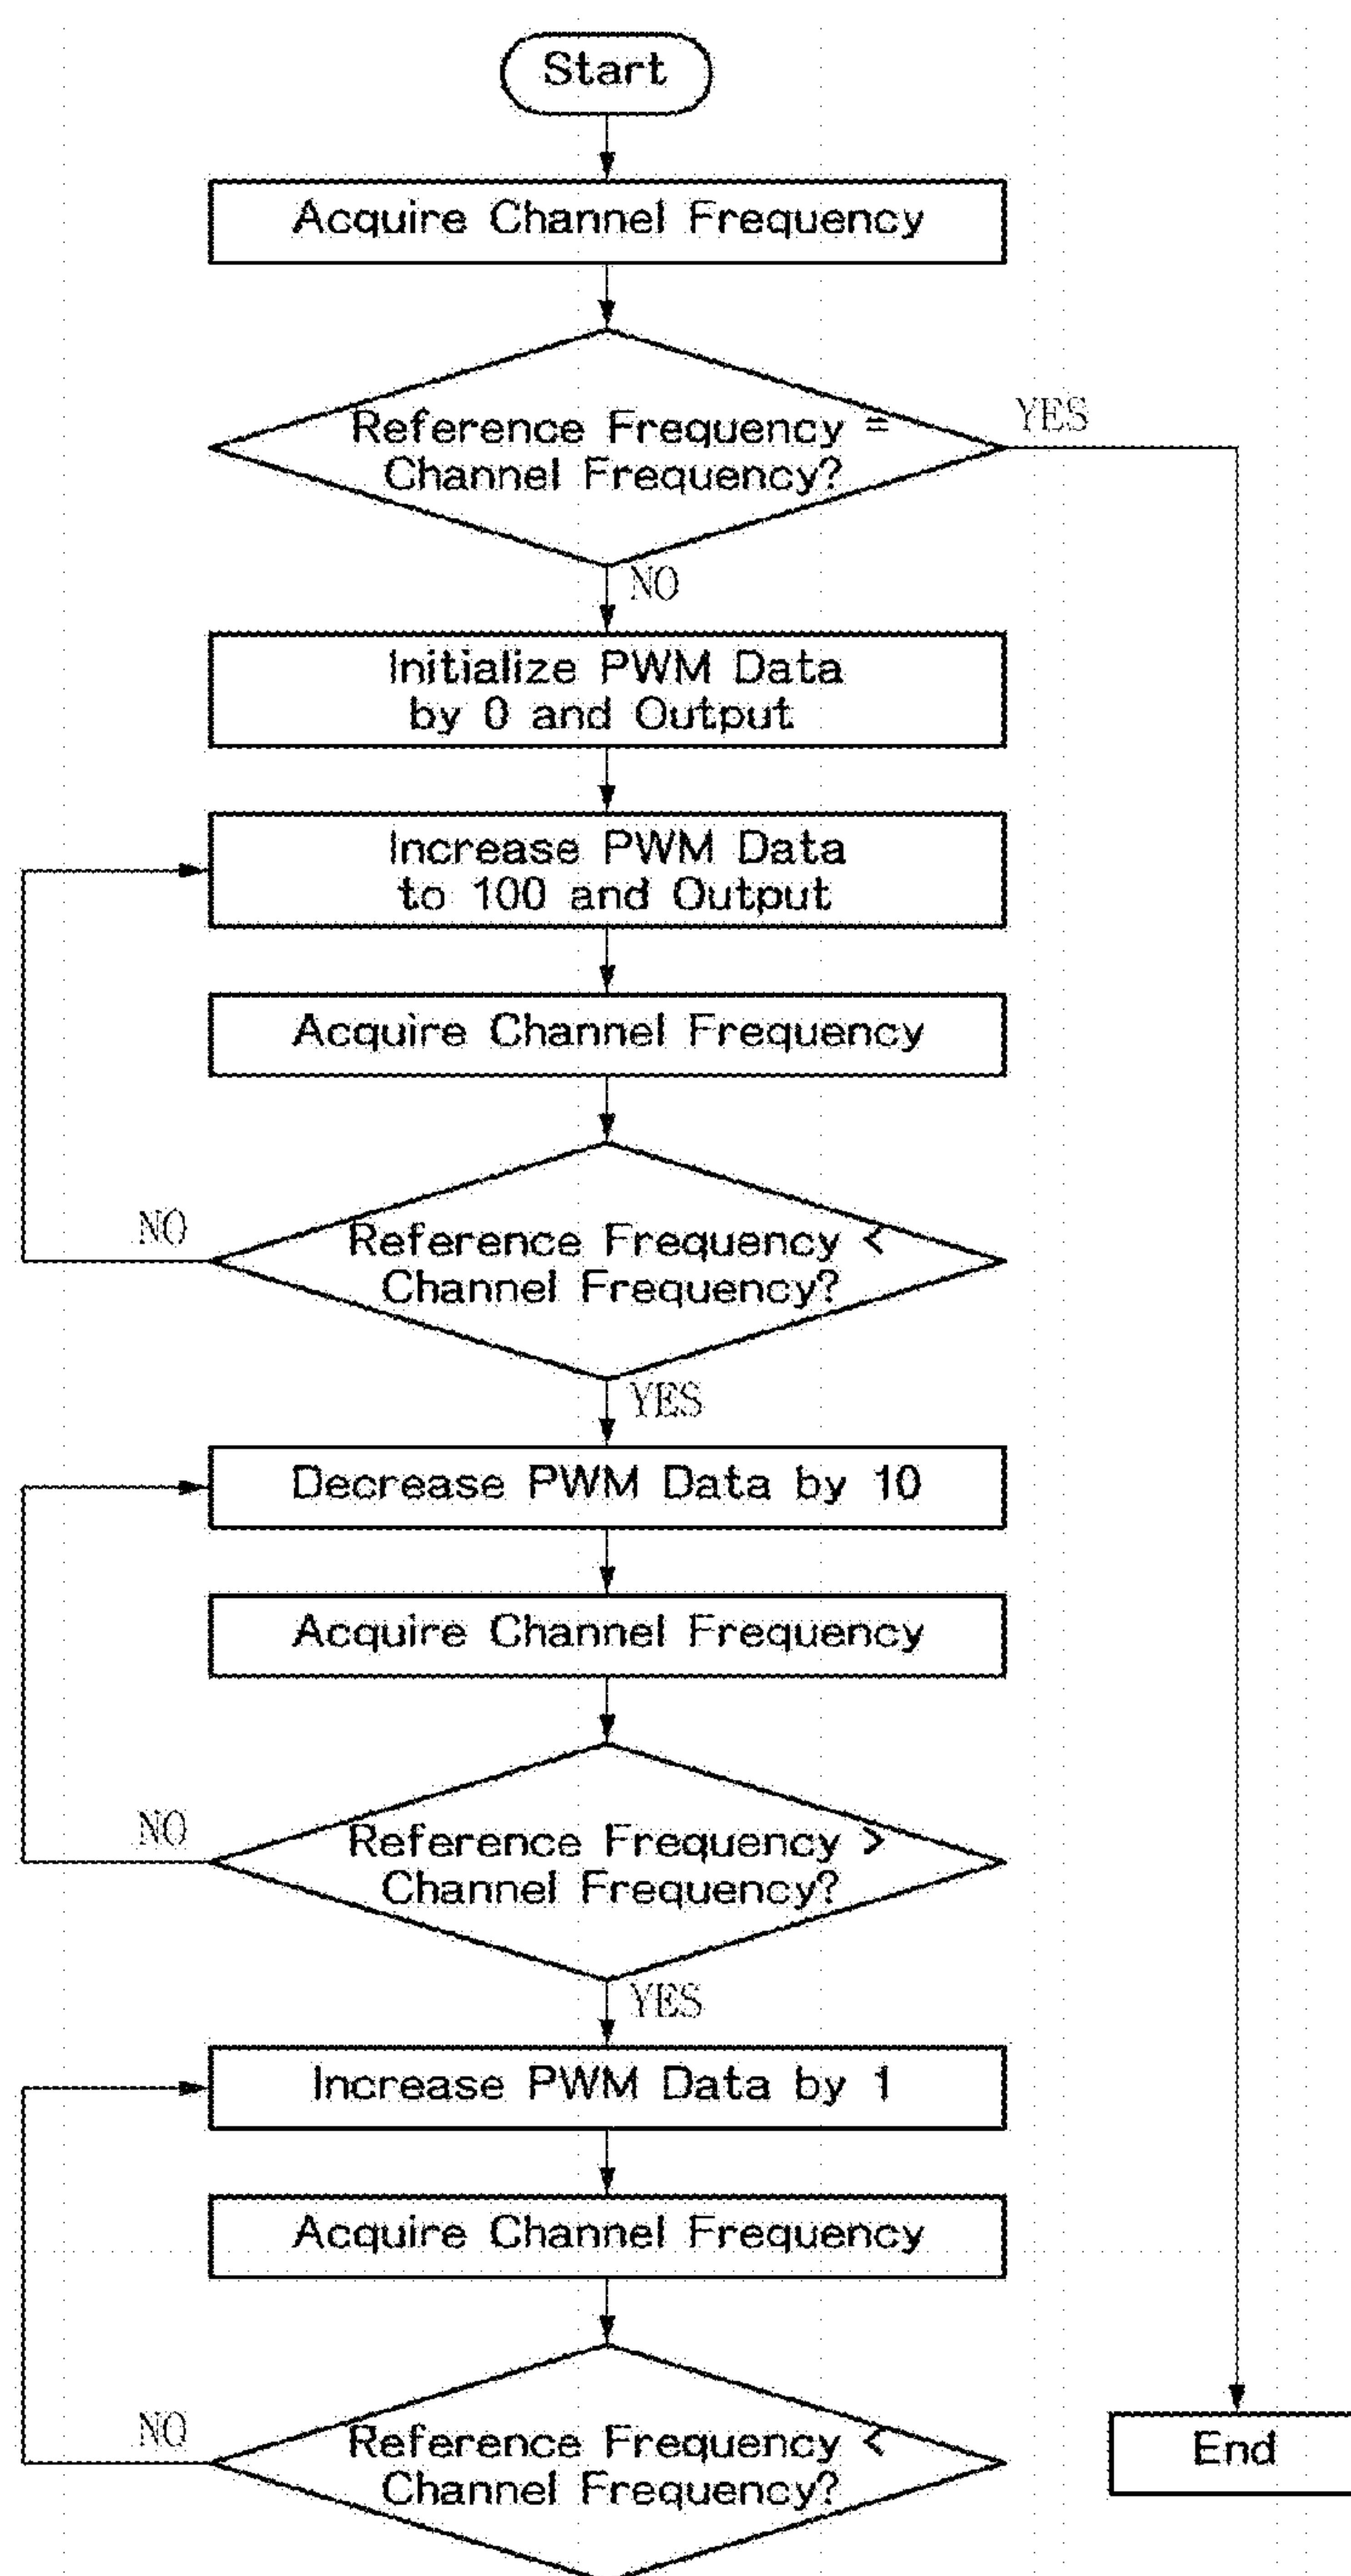 Start
Acquire Channel Frequency
Reference Frequency =
Channel Frequency?
YES
NO
Initialize PWM Data
by 0 and Output
Increase PWM Data
to 100 and Output
Acquire Channel Frequency
Reference Frequency <
Channel Frequency?
NO
YES
Decrease PWM Data by 10
Acquire Channel Frequency
Reference Frequency >
Channel Frequency?
NO
YES
Increase PWM Data by 1
Acquire Channel Frequency
Reference Frequency <
Channel Frequency?
NO
End